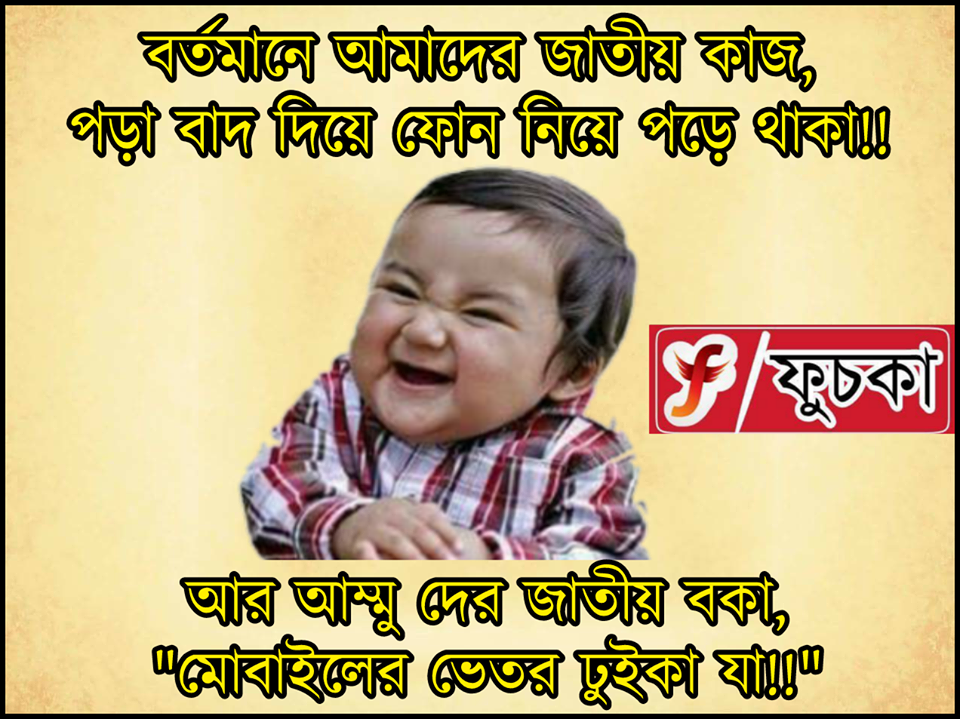 বর্তমানে আমাদের জাতীয় কাজ,
পড়া বাদ দিয়ে ফোন নিয়ে পড়ে থাকা!!
f/ফুচকা
আর আম্মু দের জাতীয় বকা,
"মোবাইলের ভেতর ঢুইকা যা!!"